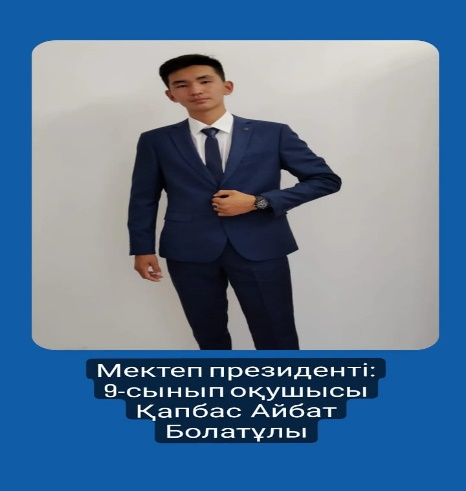 Мектеп президенті:
9-сынып оқушысы
Қапбас Айбат
Болатұлы